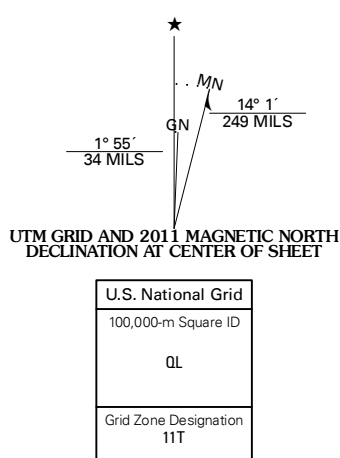 ★
MN
GN
14° 1´
249 MILS
1° 55´
34 MILS
UTM GRID AND 2011 MAGNETIC NORTH
DECLINATION AT CENTER OF SHEET
U.S. National Grid
100,000-m Square ID
QL
Grid Zone Designation
11T